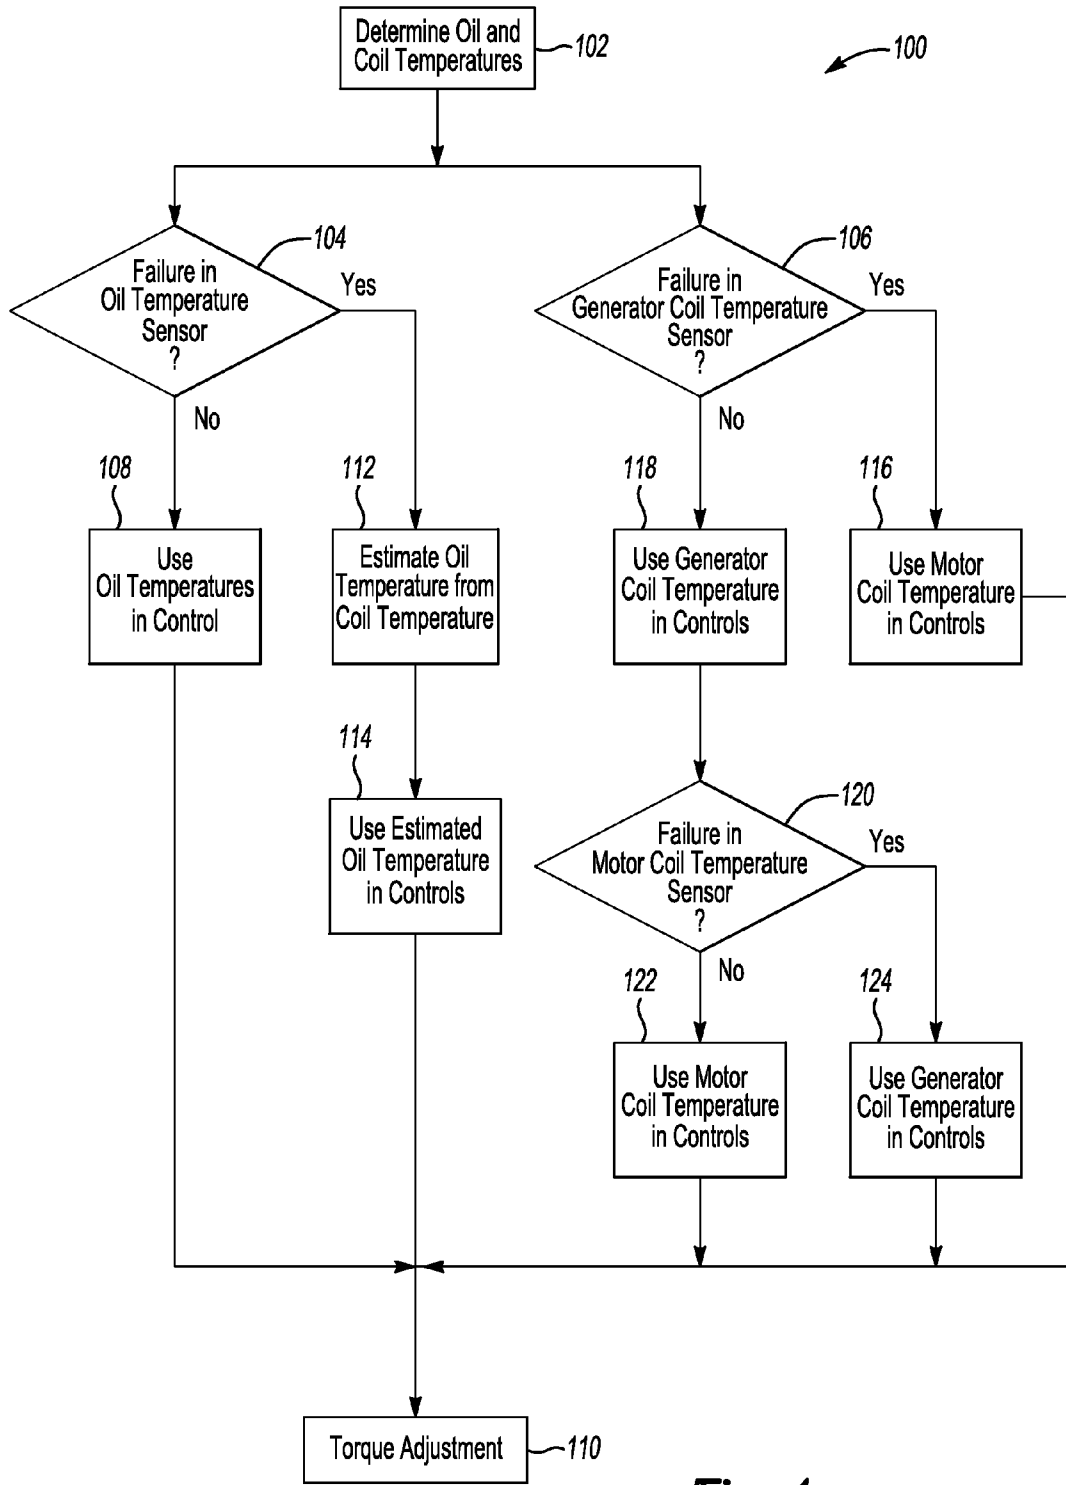 Determine Oil and
Coil Temperatures
102
100
104
Failure in
Oil Temperature
Sensor
?
Yes
No
106
Failure in
Generator Coil Temperature
Sensor
?
Yes
No
108
Use
Oil Temperatures
in Control
112
Estimate Oil
Temperature from
Coil Temperature
118
Use Generator
Coil Temperature
in Controls
116
Use Motor
Coil Temperature
in Controls
114
Use Estimated
Oil Temperature
in Controls
120
Failure in
Motor Coil Temperature
Sensor
?
Yes
No
122
Use Motor
Coil Temperature
in Controls
124
Use Generator
Coil Temperature
in Controls
Torque Adjustment
110